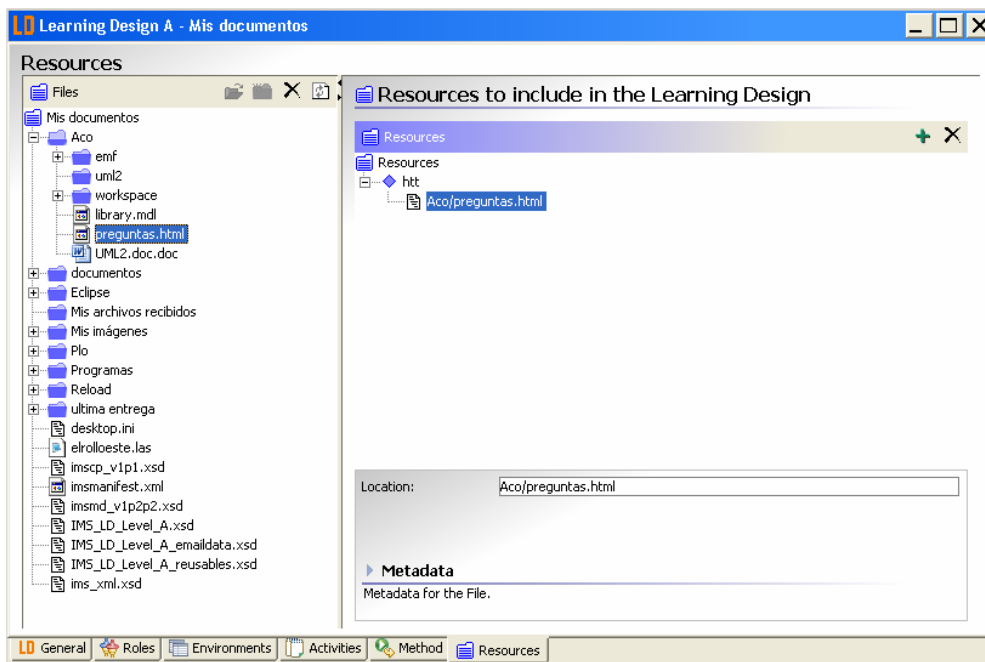 LD Learning Design A - Mis documentos
Resources
Files
Mis documentos
Aco
emf
uml2
workspace
library.mdl
preguntas.html
UML2.doc.doc
documentos
Eclipse
Mis archivos recibidos
Mis imágenes
Plo
Programas
Reload
ultima entrega
desktop.ini
elrolloeste.las
imscp_v1p1.xsd
imsmanifest.xml
imsmd_v1p2p2.xsd
IMS_LD_Level_A.xsd
IMS_LD_Level_A_emaildata.xsd
IMS_LD_Level_A_reusables.xsd
ims_xml.xsd
Resources to include in the Learning Design
Resources
Resources
htt
Aco/preguntas.html
Location: Aco/preguntas.html
Metadata
Metadata for the File.
LD General Roles Environments Activities Method Resources